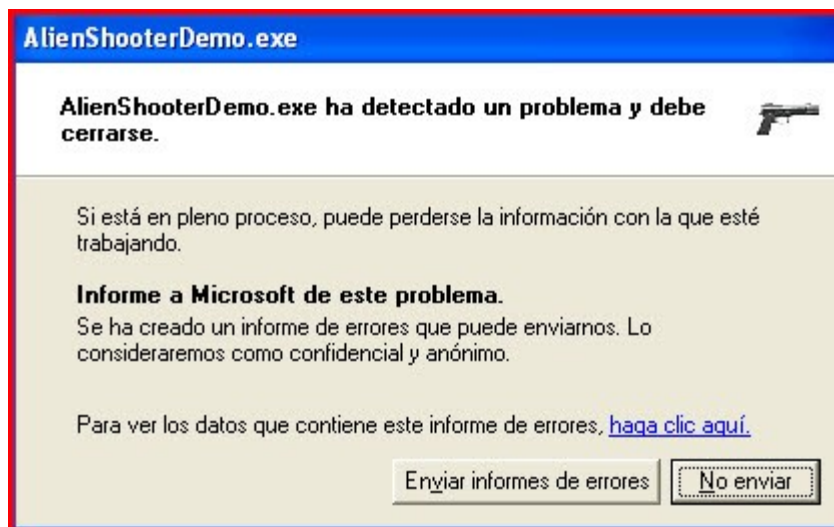 AlienShooterDemo.exe
AlienShooterDemo.exe ha detectado un problema y debe
cerrarse.
Si está en pleno proceso, puede perderse la información con la que esté
trabajando.
Informe a Microsoft de este problema.
Se ha creado un informe de errores que puede enviarnos. Lo
consideraremos como confidencial y anónimo.
Para ver los datos que contiene este informe de errores, haga clic aquí.
Enviar informes de errores
No enviar